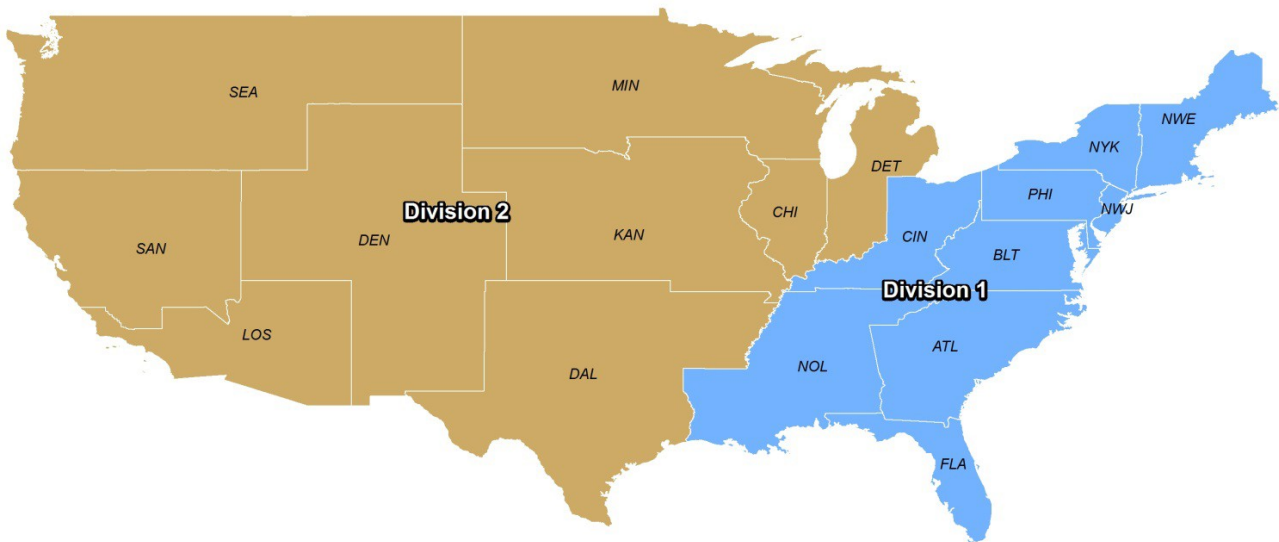 SEA
MIN
NWE
NYK
DET
PHI
CHI
NWJ
Division 2
KAN
CIN
DEN
SAN
BLT
Division 1
LOS
ATL
NOL
DAL
FLA